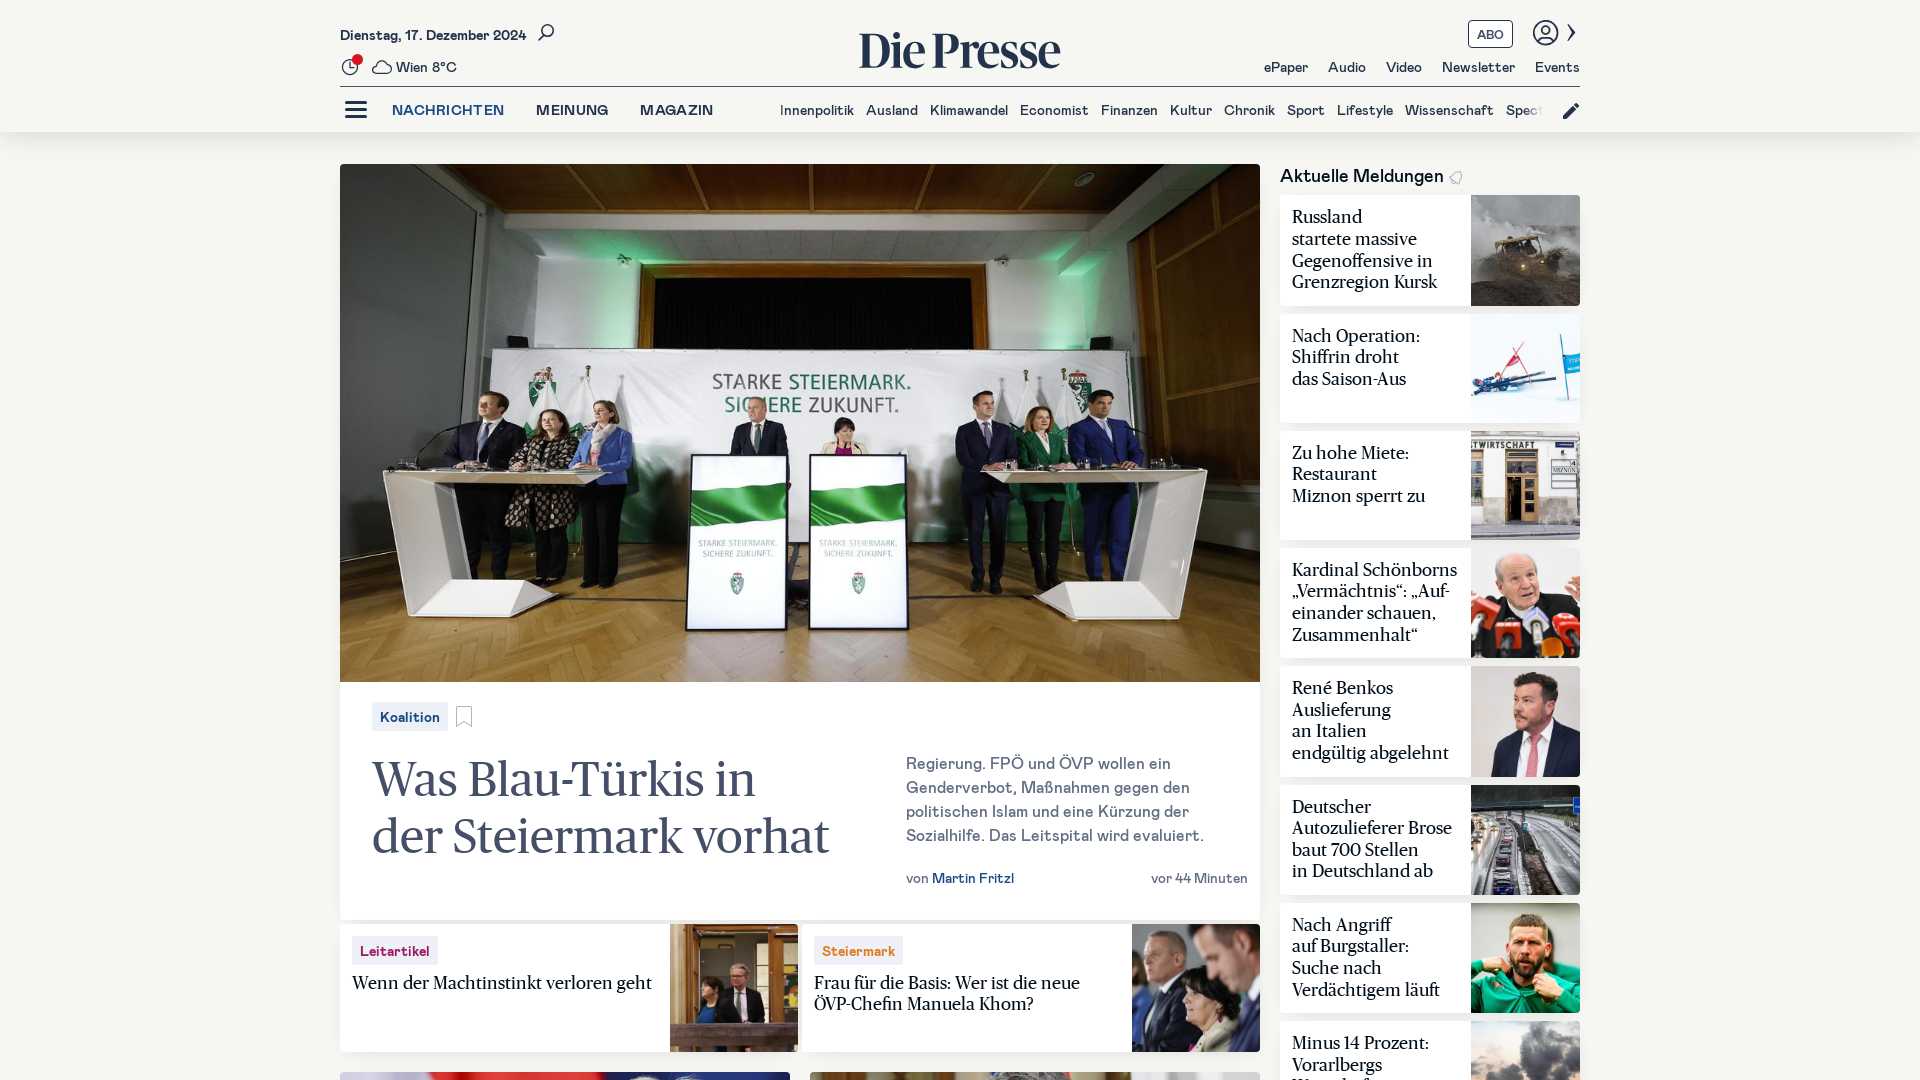 Dienstag, 17. Dezember 2024
Die Presse
ABO
Wien 8°C
ePaper Audio Video Newsletter Events
NACHRICHTEN MEINUNG MAGAZIN
Innenpolitik Ausland Klimawandel Economist Finanzen Kultur Chronik Sport Lifestyle Wissenschaft Spect
STARKE STEIERMARK.
SICHERE ZUKUNFT.
STARKE STEIERMARK.
SICHERE ZUKUNFT.
STARKE STEIERMARK.
SICHERE ZUKUNFT.
Koalition
Was Blau-Türkis in
der Steiermark vorhat
Regierung. FPÖ und ÖVP wollen ein
Genderverbot, Maßnahmen gegen den
politischen Islam und eine Kürzung der
Sozialhilfe. Das Leitspital wird evaluiert.
von Martin Fritzl
vor 44 Minuten
Leitartikel
Wenn der Machtinstinkt verloren geht
Steiermark
Frau für die Basis: Wer ist die neue
ÖVP-Chefin Manuela Khom?
Aktuelle Meldungen
Russland
startete massive
Gegenoffensive in
Grenzregion Kursk
Nach Operation:
Shiffrin droht
das Saison-Aus
Zu hohe Miete:
Restaurant
Miznon sperrt zu
STWIRTSCHAFT
MIZNON
Kardinal Schönborns
„Vermächtnis“: „Auf-
einander schauen,
Zusammenhalt“
René Benkos
Auslieferung
an Italien
endgültig abgelehnt
Deutscher
Autozulieferer Brose
baut 700 Stellen
in Deutschland ab
Nach Angriff
auf Burgstaller:
Suche nach
Verdächtigem läuft
Minus 14 Prozent:
Vorarlbergs